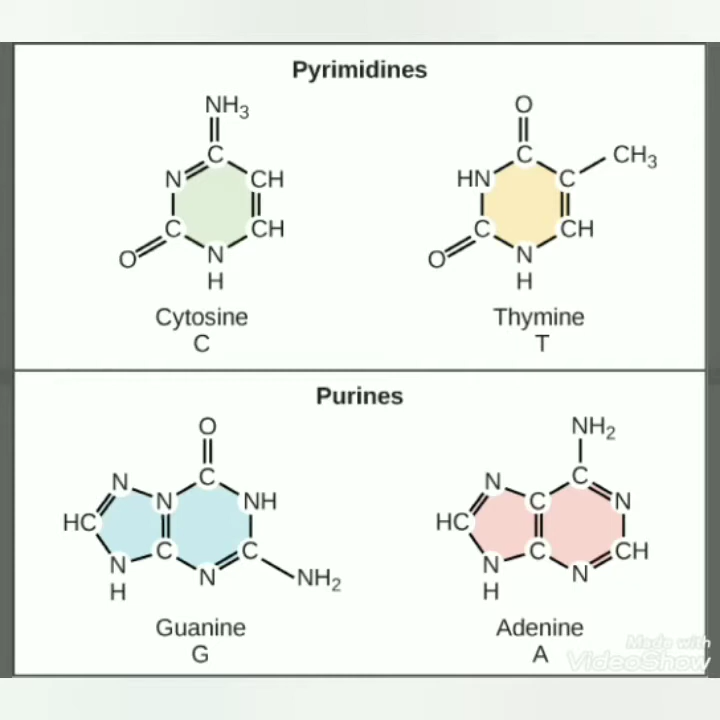 Pyrimidines
NH3
C
N
CH
C
CH
O
N
H
Cytosine
C
O
C
CH3
HN
C
C
CH
O
N
H
Thymine
T
Purines
O
C
N
N
NH
HC
C
C
N
N
H
NH2
Guanine
G
NH2
C
N
C
N
HC
C
CH
N
N
H
Adenine
A
Made with
VideoShow